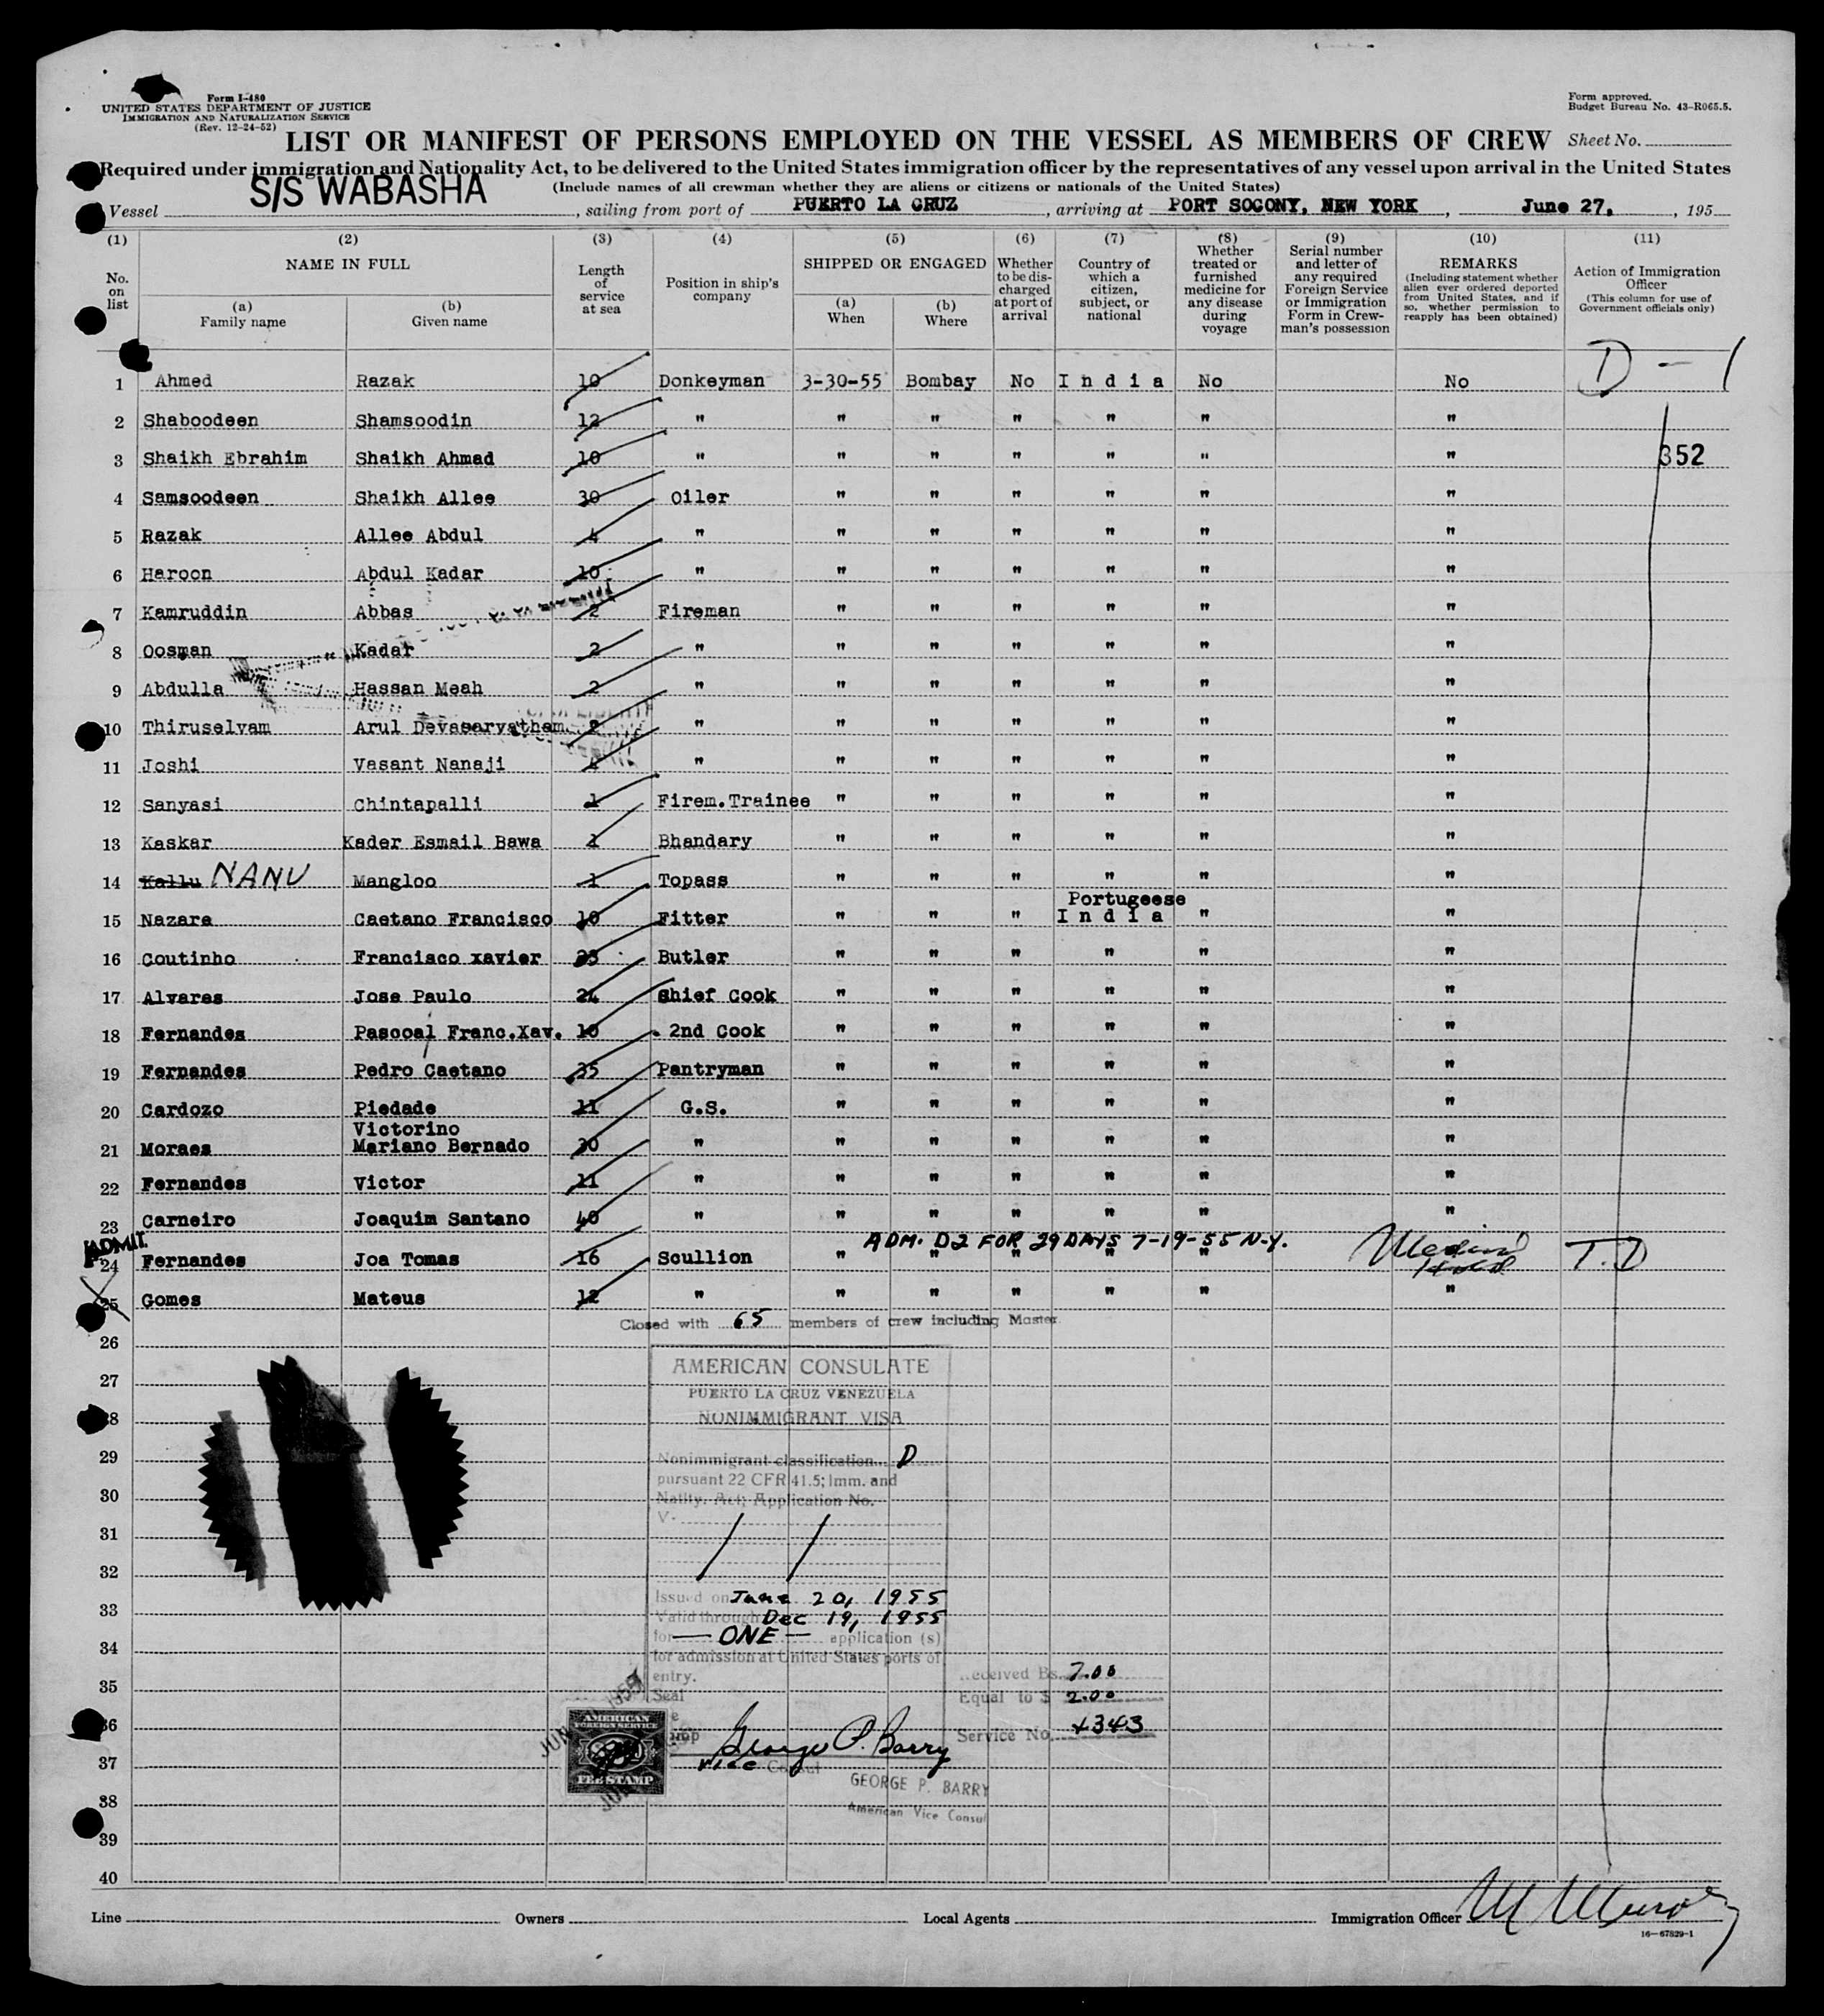 Form I-480
UNITED STATES DEPARTMENT OF JUSTICE
IMMIGRATION AND NATURALIZATION SERVICE
(Rev. 12-24-52)
Form approved.
Budget Bureau No. 43-R065.5.
LIST OR MANIFEST OF PERSONS EMPLOYED ON THE VESSEL AS MEMBERS OF CREW Sheet No.
Required under immigration and Nationality Act, to be delivered to the United States immigration officer by the representatives of any vessel upon arrival in the United States
(Include names of all crewman whether they are aliens or citizens or nationals of the United States)
Vessel S/S WABASHA, sailing from port of PUERTO LA CRUZ, arriving at PORT SOCONY, NEW YORK, June 27, 195
(1) (2) (3) (4) (5) (6) (7) (8) (9) (10) (11)
No. on list
NAME IN FULL
(a) Family name
(b) Given name
Length of service at sea
Position in ship's company
SHIPPED OR ENGAGED
(a) When
(b) Where
Whether to be discharged at port of arrival
Country of which a citizen, subject, or national
Whether treated or furnished medicine for any disease during voyage
Serial number and letter of any required Foreign Service or Immigration Form in Crewman's possession
REMARKS
(Including statement whether alien ever ordered deported from United States, and if so, whether permission to reapply has been obtained)
Action of Immigration Officer
(This column for use of Government officials only)
1 Ahmed Razak 10 Donkeyman 3-30-55 Bombay No India No No D-1
2 Shaboodeen Shamsoodin 12 " " " " " " "
3 Shaikh Ebrahim Shaikh Ahmad 10 " " " " " " " 352
4 Samsoodeen Shaikh Allee 30 Oiler " " " " " "
5 Razak Allee Abdul 4 " " " " " " "
6 Haroon Abdul Kadar 10 " " " " " " "
7 Kamruddin Abbas 2 Fireman " " " " " "
8 Oosman Kadar 2 " " " " " " "
9 Abdulla Hassan Meah 2 " " " " " " "
10 Thiruselvam Arul Devasarvatham " " " " " " "
11 Joshi Vasant Nanaji " " " " " " "
12 Sanyasi Chintapalli 1 Firem.Trainee " " " " " "
13 Kaskar Kader Esmail Bawa 1 Bhandary " " " " " "
14 Kallu NANU Mangloo 1 Topass " " " " " "
15 Nazare Caetano Francisco 10 Fitter " " " Portugeese India " "
16 Coutinho Francisco xavier Butler " " " " " "
17 Alvares Jose Paulo 24 Chief Cook " " " " " "
18 Fernandes Pascoal Franc.Xav. 10 2nd Cook " " " " " "
19 Fernandes Pedro Caetano 35 Pantryman " " " " " "
20 Cardozo Piedade 11 G.S. " " " " " "
21 Moraes Victorino Mariano Bernado 30 " " " " " " "
22 Fernandes Victor 11 " " " " " " "
23 Carneiro Joaquim Santano 40 " " " " " " "
ADM. D2 FOR 29 DAYS 7-19-55 N.Y.
ADMIT.
24 Fernandes Joa Tomas 16 Scullion " " " " " T.D
25 Gomes Mateus 12 " " " " " " "
Closed with 65 members of crew including Master
26
AMERICAN CONSULATE
27
PUERTO LA CRUZ VENEZUELA
28
NONIMMIGRANT VISA
29
Nonimmigrant classification D
pursuant 22 CFR 41.5; Imm. and
30
Natlty. Act; Application No.
V-
31
32
Issued on June 20, 1955
33
Valid through Dec 19, 1955
for ONE application (s)
34
for admission at United States ports of
entry.
Received Bs. 7.00
35
Seal
Equal to $ 2.00
36
AMERICAN
FOREIGN SERVICE
FEE STAMP
Service No. 4343
George P. Barry
37
Vice Consul
GEORGE P. BARRY
American Vice Consul
38
39
40
Line
Owners
Local Agents
Immigration Officer
16-67829-1